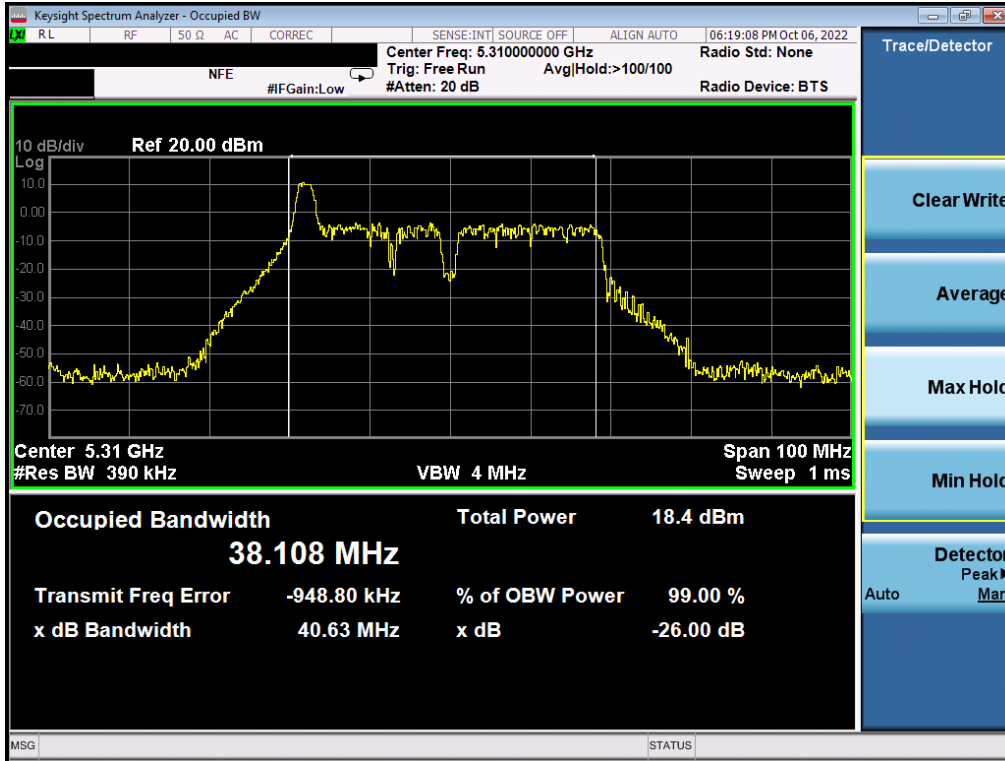 Keysight Spectrum Analyzer - Occupied BW
LXI RL RF 50 Ω AC CORREC SENSE:INT SOURCE OFF ALIGN AUTO 06:19:08 PM Oct 06, 2022
Center Freq: 5.310000000 GHz Radio Std: None
NFE Trig: Free Run Avg|Hold:>100/100
#IFGain:Low #Atten: 20 dB Radio Device: BTS
Trace/Detector
10 dB/div Ref 20.00 dBm
Log
10.0
0.00
-10.0
-20.0
-30.0
-40.0
-50.0
-60.0
-70.0
Center 5.31 GHz Span 100 MHz
#Res BW 390 kHz VBW 4 MHz Sweep 1 ms
Occupied Bandwidth Total Power 18.4 dBm
38.108 MHz
Transmit Freq Error -948.80 kHz % of OBW Power 99.00 %
x dB Bandwidth 40.63 MHz x dB -26.00 dB
Clear Write
Average
Max Hold
Min Hold
Detector
Peak
Auto Man
MSG STATUS